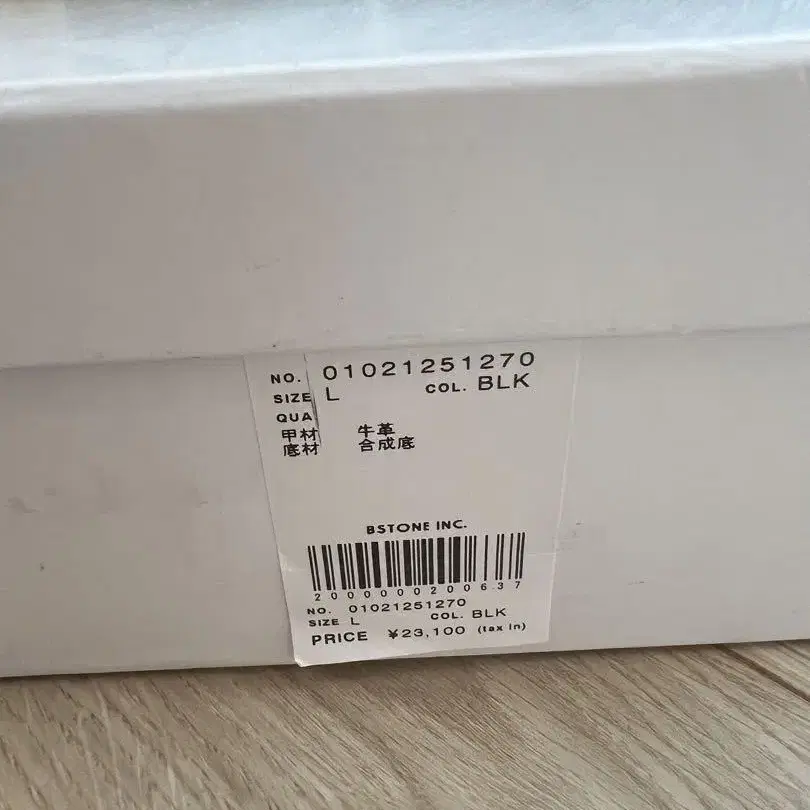 NO. 01021251270
SIZE L COL. BLK
QUA
甲材 牛革
底材 合成底
BSTONE INC.
2000000200637
NO. 01021251270
SIZE L COL. BLK
PRICE ¥23,100 (tax in)